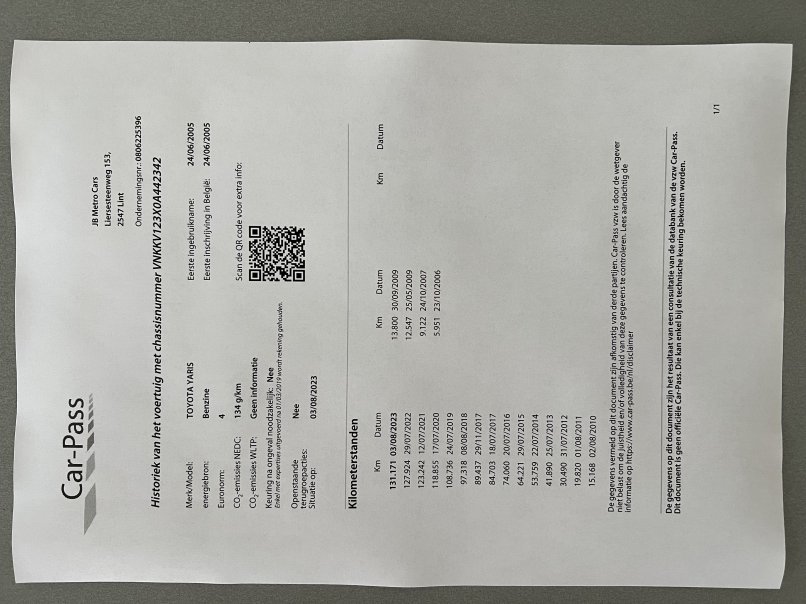 Car-Pass
JB Metro Cars
Liersesteenweg 153,
2547 Lint
Ondernemingsnr.: 0806225396
Historiek van het voertuig met chassisnummer VNKKV123X0A442342
Merk/Model: TOYOTA YARIS
Eerste ingebruikname: 24/06/2005
energiebron: Benzine
Eerste inschrijving in België: 24/06/2005
Euronorm: 4
CO₂-emissies NEDC: 134 g/km
Scan de QR code voor extra info:
CO₂-emissies WLTP: Geen informatie
Keuring na ongeval noodzakelijk: Nee
Enkel met expertises uitgevoerd na 01/03/2019 wordt rekening gehouden.
Openstaande Nee
terugroepacties:
Situatie op: 03/08/2023
Kilometerstanden
Km Datum Km Datum Km Datum
131.171 03/08/2023 13.800 30/09/2009
127.924 29/07/2022 12.547 25/05/2009
123.242 12/07/2021 9.122 24/10/2007
118.855 17/07/2020 5.951 23/10/2006
108.736 24/07/2019
97.318 08/08/2018
89.437 29/11/2017
84.703 18/07/2017
74.060 20/07/2016
64.221 29/07/2015
53.759 22/07/2014
41.890 25/07/2013
30.490 31/07/2012
19.820 01/08/2011
15.168 02/08/2010
De gegevens vermeld op dit document zijn afkomstig van derde partijen. Car-Pass vzw is door de wetgever
niet belast om de juistheid en/of volledigheid van deze gegevens te controleren. Lees aandachtig de
informatie op https://www.car-pass.be/nl/disclaimer
De gegevens op dit document zijn het resultaat van een consultatie van de databank van de vzw Car-Pass.
Dit document is geen officiële Car-Pass. Die kan enkel bij de technische keuring bekomen worden.
1/1